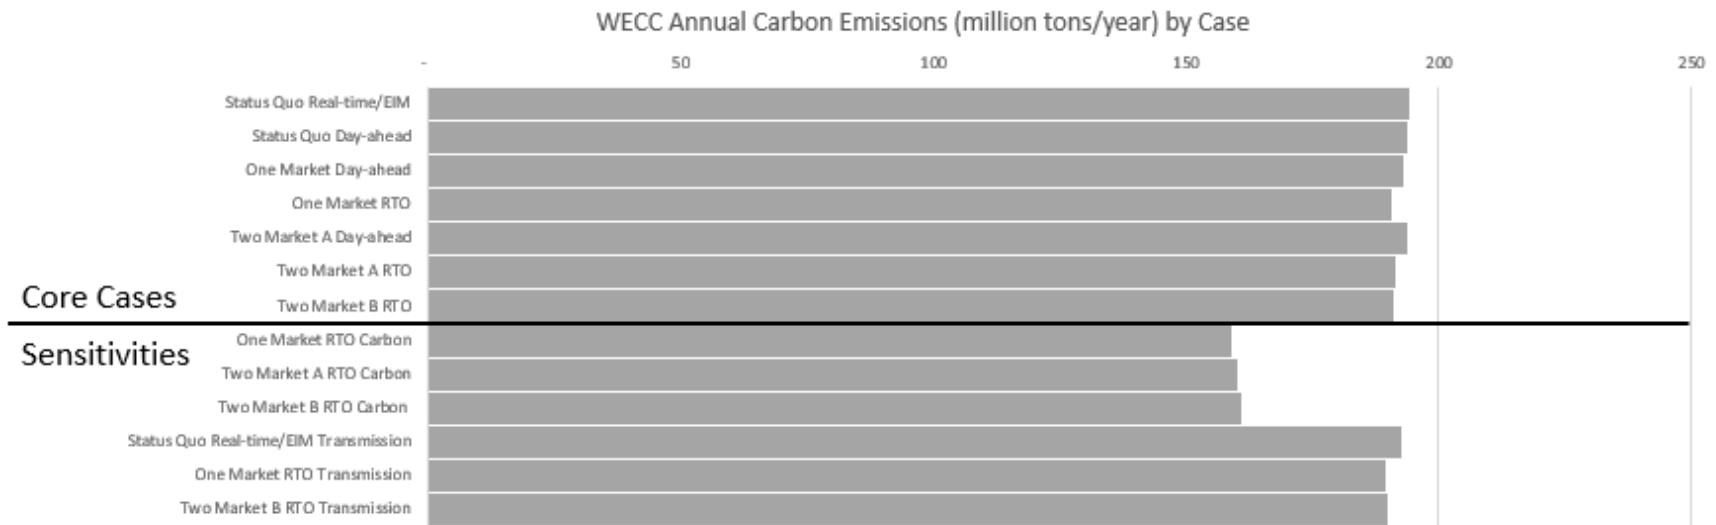 WECC Annual Carbon Emissions (million tons/year) by Case
- 50 100 150 200 250
Status Quo Real-time/EIM
Status Quo Day-ahead
One Market Day-ahead
One Market RTO
Two Market A Day-ahead
Two Market A RTO
Core Cases
Two Market B RTO
One Market RTO Carbon
Sensitivities
Two Market A RTO Carbon
Two Market B RTO Carbon
Status Quo Real-time/EIM Transmission
One Market RTO Transmission
Two Market B RTO Transmission